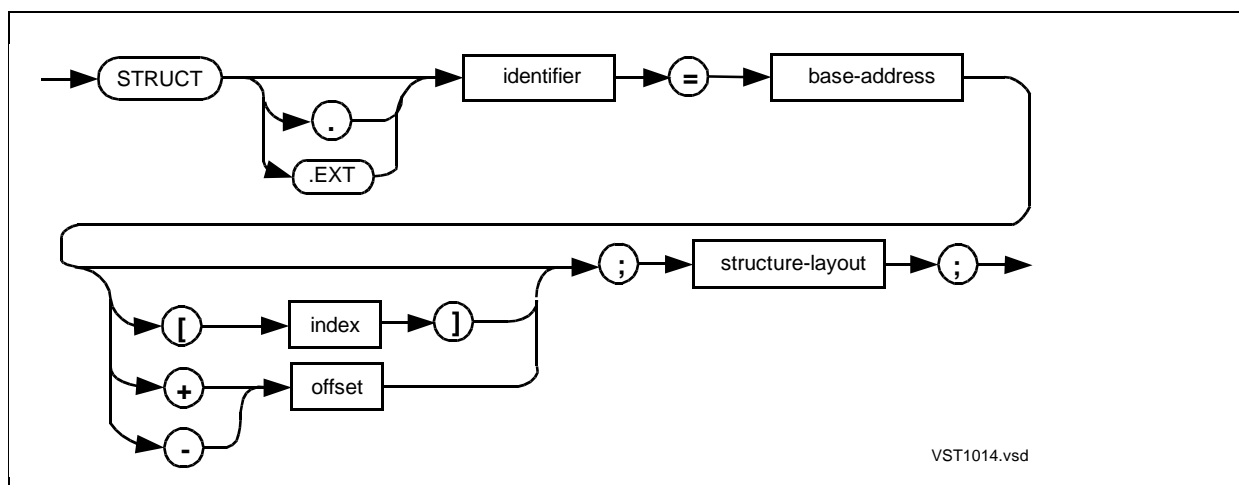 STRUCT identifier = base-address
.
.EXT
; structure-layout ;
[ index ]
+ offset
-
VST1014.vsd